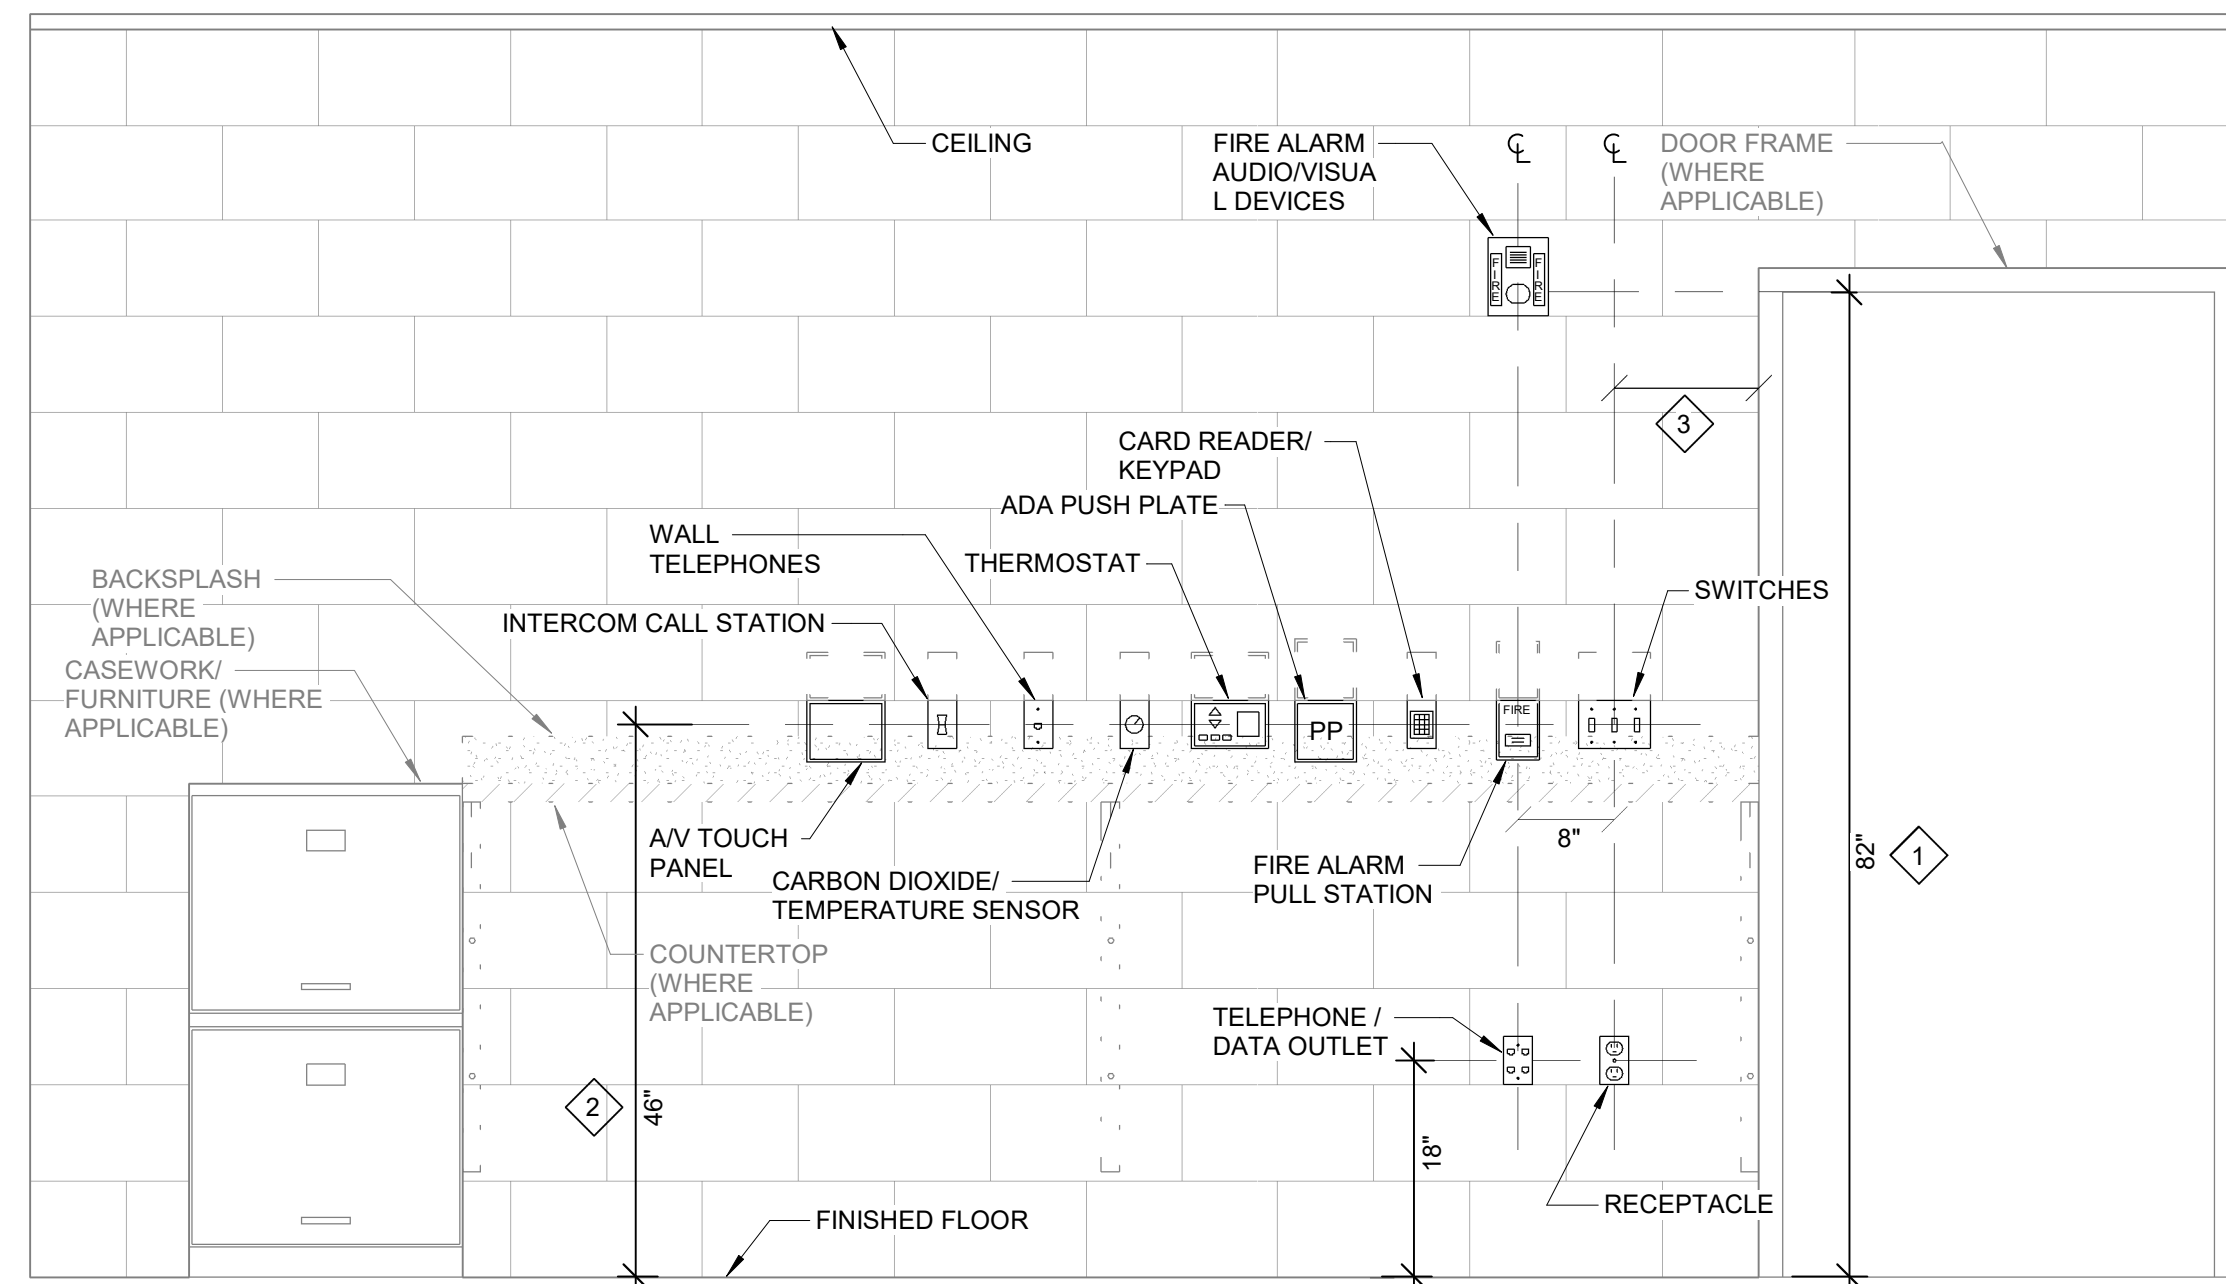 CEILING
FIRE ALARM
AUDIO/VISUA
L DEVICES
℄
℄
DOOR FRAME
(WHERE
APPLICABLE)
FIRE
FIRE
3
CARD READER/
KEYPAD
ADA PUSH PLATE
WALL
TELEPHONES
THERMOSTAT
BACKSPLASH
(WHERE
APPLICABLE)
SWITCHES
INTERCOM CALL STATION
CASEWORK/
FURNITURE (WHERE
APPLICABLE)
FIRE
PP
A/V TOUCH
PANEL
8"
82"
1
CARBON DIOXIDE/
TEMPERATURE SENSOR
FIRE ALARM
PULL STATION
COUNTERTOP
(WHERE
APPLICABLE)
TELEPHONE /
DATA OUTLET
2
46"
18"
RECEPTACLE
FINISHED FLOOR